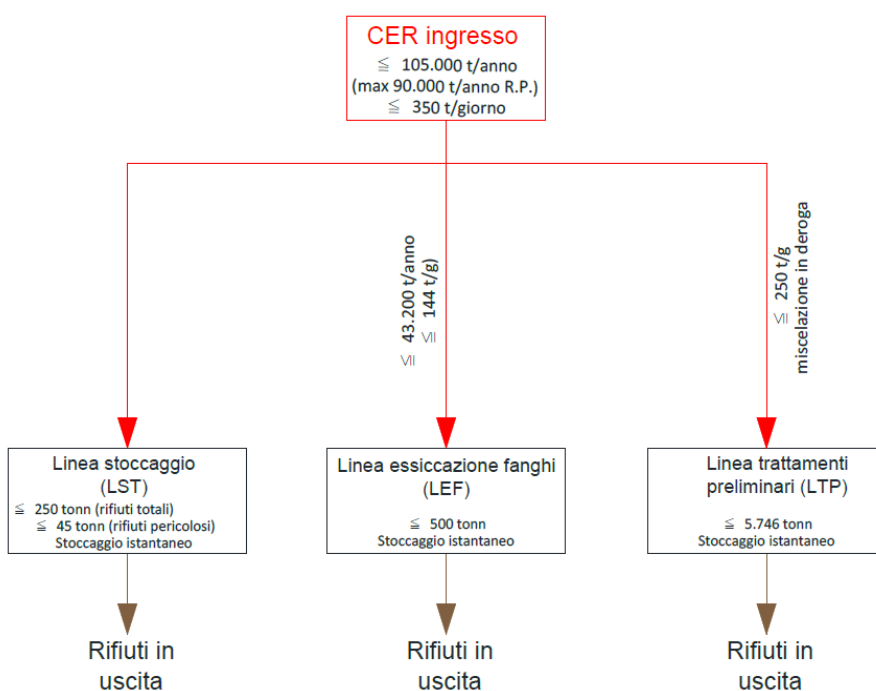 CER ingresso
≦ 105.000 t/anno
(max 90.000 t/anno R.P.)
≦ 350 t/giorno
≦ 43.200 t/anno
≦ 144 t/g)
≦ 250 t/g
miscelazione in deroga
Linea stoccaggio
(LST)
≦ 250 tonn (rifiuti totali)
≦ 45 tonn (rifiuti pericolosi)
Stoccaggio istantaneo
Linea essiccazione fanghi
(LEF)
≦ 500 tonn
Stoccaggio istantaneo
Linea trattamenti
preliminari (LTP)
≦ 5.746 tonn
Stoccaggio istantaneo
Rifiuti in
uscita
Rifiuti in
uscita
Rifiuti in
uscita